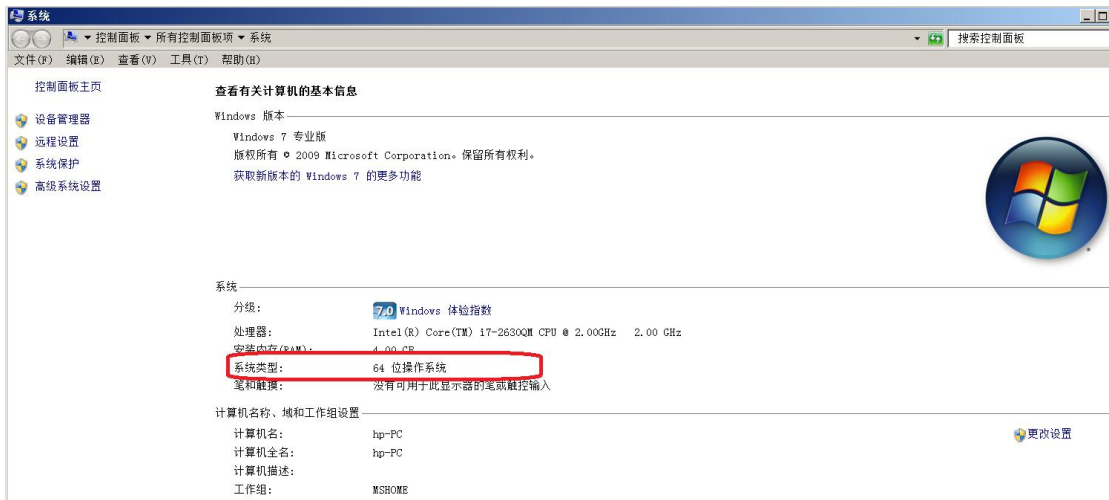 系统
控制面板 ▼ 所有控制面板项 ▼ 系统
搜索控制面板
文件(F) 编辑(E) 查看(V) 工具(T) 帮助(H)
控制面板主页
设备管理器
远程设置
系统保护
高级系统设置
查看有关计算机的基本信息
Windows 版本
Windows 7 专业版
版权所有 © 2009 Microsoft Corporation。保留所有权利。
获取新版本的 Windows 7 的更多功能
系统
分级: 7.0 Windows 体验指数
处理器: Intel(R) Core(TM) i7-2630QM CPU @ 2.00GHz 2.00 GHz
安装内存(RAM): 4.00 GB
系统类型: 64 位操作系统
笔和触摸: 没有可用于此显示器的笔或触控输入
计算机名称、域和工作组设置
计算机名: hp-PC
更改设置
计算机全名: hp-PC
计算机描述:
工作组: MSHOME